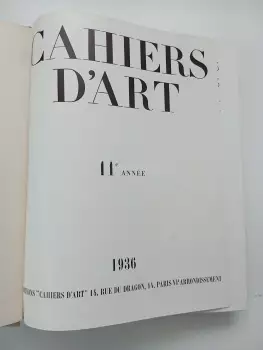 CAHIERS
D'ART
11e ANNÉE
1936
"CAHIERS D'ART" 14, RUE DU DRAGON, 14, PARIS VIe ARRONDISSEMENT